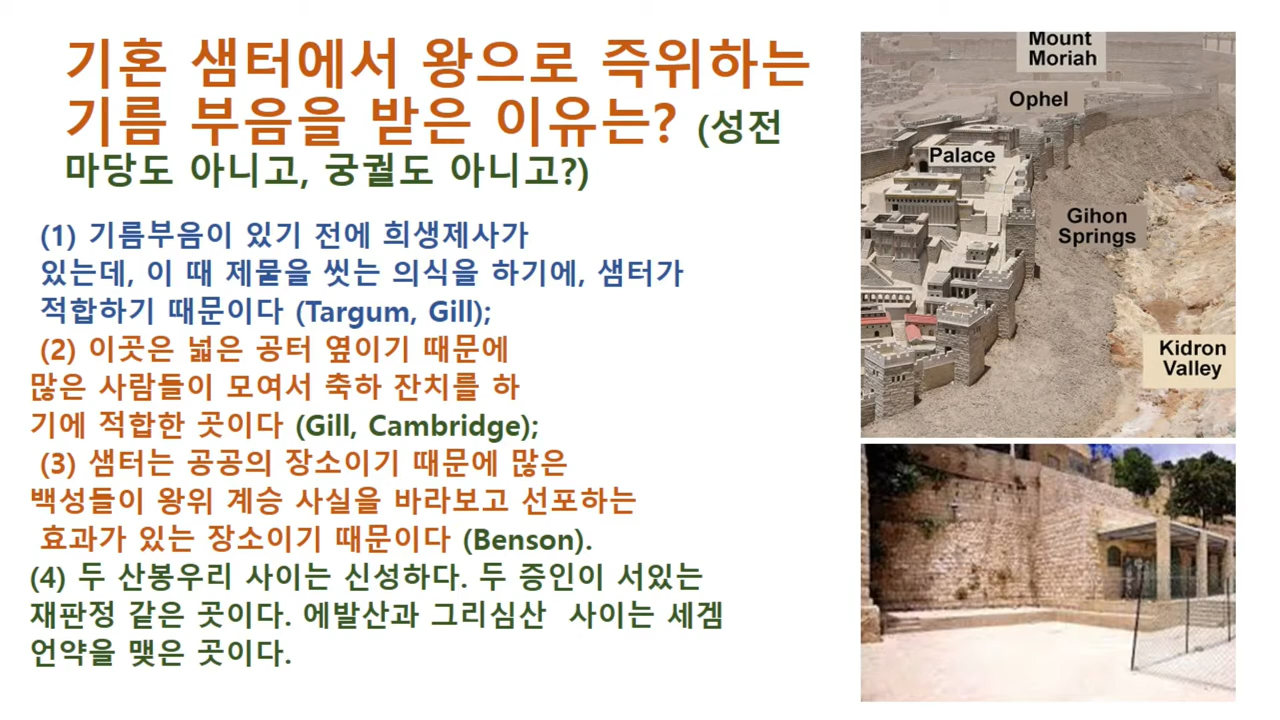 기혼 샘터에서 왕으로 즉위하는
기름 부음을 받은 이유는? (성전
마당도 아니고, 궁궐도 아니고?)
(1) 기름부음이 있기 전에 희생제사가
있는데, 이 때 제물을 씻는 의식을 하기에, 샘터가
적합하기 때문이다 (Targum, Gill);
(2) 이곳은 넓은 공터 옆이기 때문에
많은 사람들이 모여서 축하 잔치를 하
기에 적합한 곳이다 (Gill, Cambridge);
(3) 샘터는 공공의 장소이기 때문에 많은
백성들이 왕위 계승 사실을 바라보고 선포하는
효과가 있는 장소이기 때문이다 (Benson).
(4) 두 산봉우리 사이는 신성하다. 두 증인이 서있는
재판정 같은 곳이다. 에발산과 그리심산 사이는 세겜
언약을 맺은 곳이다.
Mount
Moriah
Ophel
Palace
Gihon
Springs
Kidron
Valley